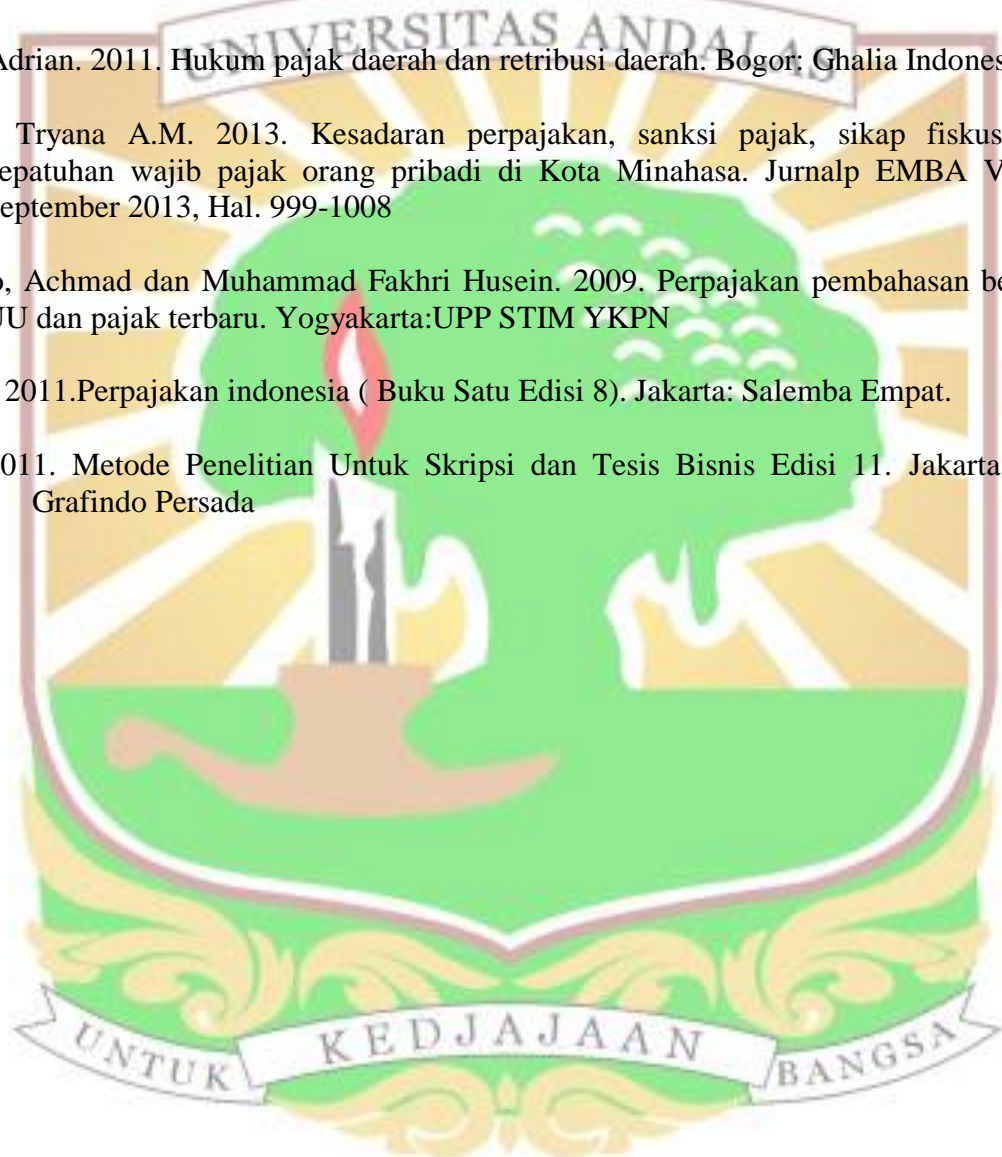 UNIVERSITAS ANDALAS
Adrian. 2011. Hukum pajak daerah dan retribusi daerah. Bogor: Ghalia Indones
Tryana A.M. 2013. Kesadaran perpajakan, sanksi pajak, sikap fiskus
epatuhan wajib pajak orang pribadi di Kota Minahasa. Jurnalp EMBA V
eptember 2013, Hal. 999-1008
o, Achmad dan Muhammad Fakhri Husein. 2009. Perpajakan pembahasan be
UU dan pajak terbaru. Yogyakarta:UPP STIM YKPN
2011.Perpajakan indonesia ( Buku Satu Edisi 8). Jakarta: Salemba Empat.
011. Metode Penelitian Untuk Skripsi dan Tesis Bisnis Edisi 11. Jakarta
Grafindo Persada
UNTUK KEDJAJAAN BANGSA